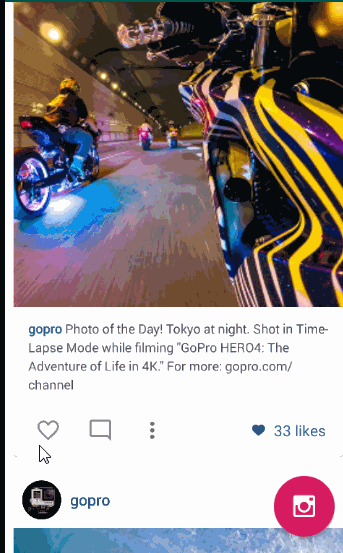 gopro Photo of the Day! Tokyo at night. Shot in Time-
Lapse Mode while filming "GoPro HERO4: The
Adventure of Life in 4K." For more: gopro.com/
channel
33 likes
gopro